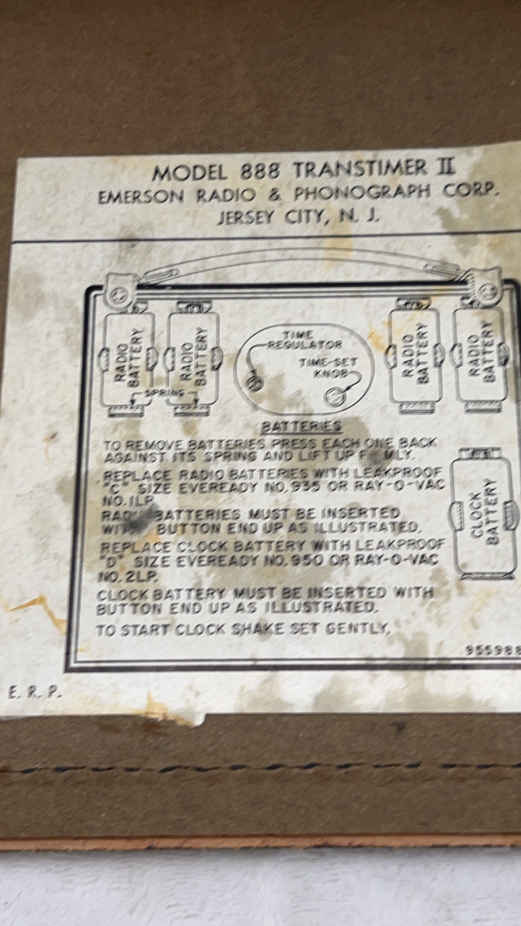 MODEL 888 TRANSTIMER II
EMERSON RADIO & PHONOGRAPH CORP.
JERSEY CITY, N. J.
RADIO BATTERY
RADIO BATTERY
SPRING
TIME REGULATOR
TIME-SET KNOB
RADIO BATTERY
RADIO BATTERY
BATTERIES
TO REMOVE BATTERIES PRESS EACH ONE BACK
AGAINST ITS SPRING AND LIFT UP
REPLACE RADIO BATTERIES WITH LEAKPROOF
"C" SIZE EVEREADY NO. 935 OR RAY-O-VAC
NO. 1LP.
BATTERIES MUST BE INSERTED
BUTTON END UP AS ILLUSTRATED.
REPLACE CLOCK BATTERY WITH LEAKPROOF
"D" SIZE EVEREADY NO. 950 OR RAY-O-VAC
NO. 2LP.
CLOCK BATTERY MUST BE INSERTED WITH
BUTTON END UP AS ILLUSTRATED.
TO START CLOCK SHAKE SET GENTLY.
CLOCK BATTERY
955988
E. R. P.